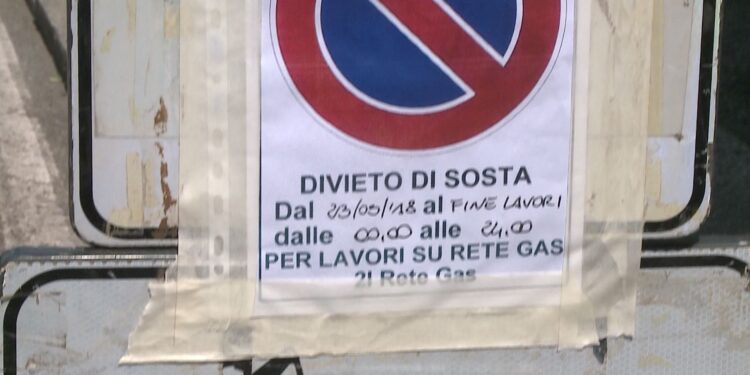 DIVIETO DI SOSTA
Dal 23/05/'18 al FINE LAVORI
dalle 00,00 alle 24,00
PER LAVORI SU RETE GAS
2I Rete Gas